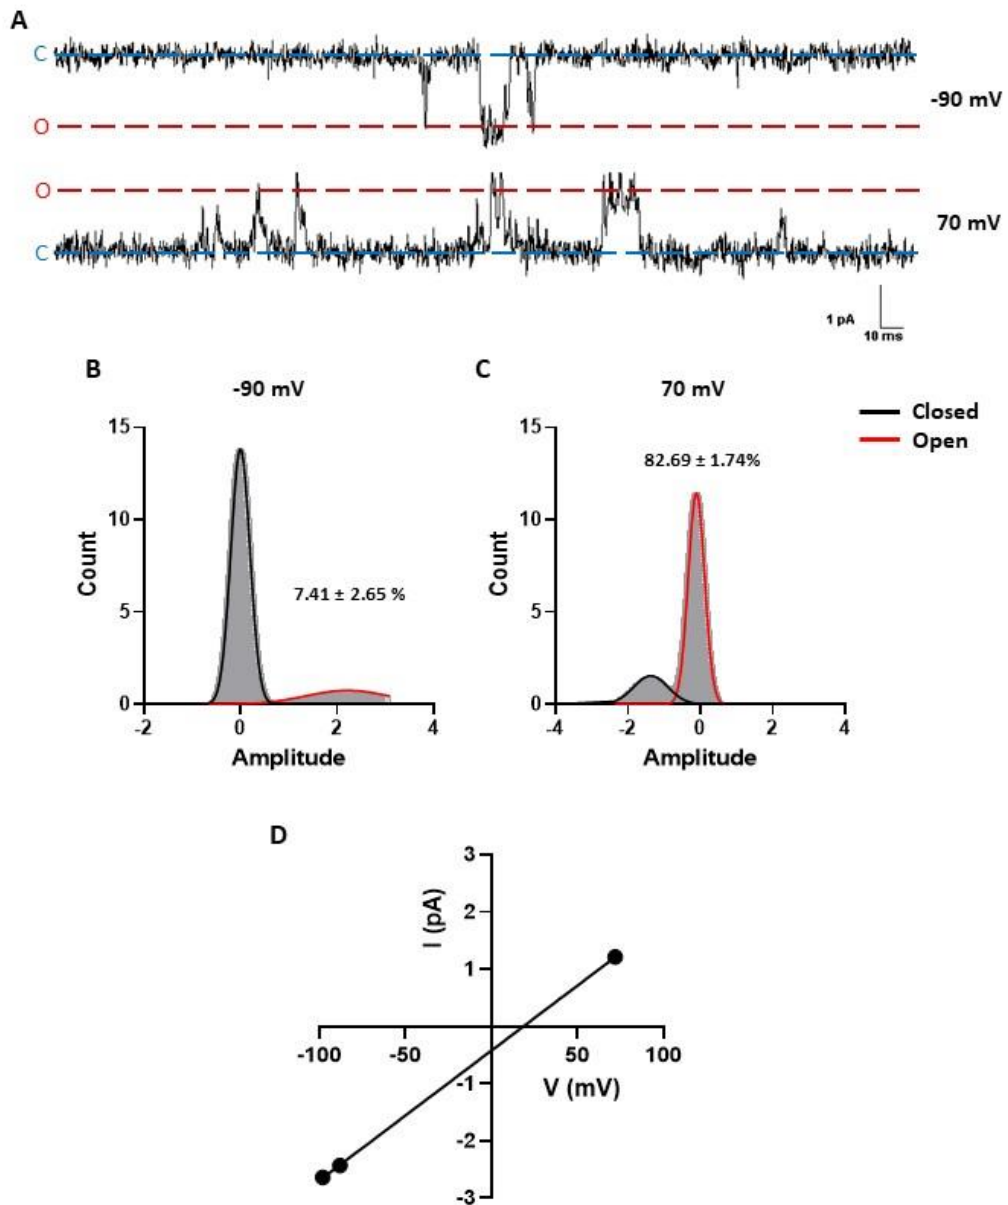 A
C
-90 mV
O
O
70 mV
C
1 pA
10 ms
B
-90 mV
C
70 mV
Closed
Open
15
10
5
0
Count
7.41 ± 2.65 %
-2
0
2
4
Amplitude
15
10
5
0
Count
82.69 ± 1.74%
-4
-2
0
2
4
Amplitude
D
3
2
1
-1
-2
-3
I (pA)
-100
-50
50
100
V (mV)